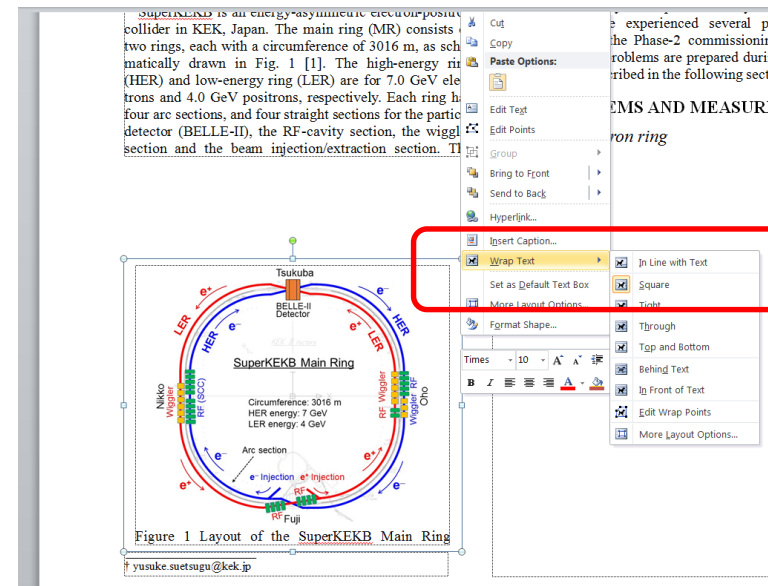 SuperKEKB is an energy-asymmetric electron-positr
collider in KEK, Japan. The main ring (MR) consists
two rings, each with a circumference of 3016 m, as sch
matically drawn in Fig. 1 [1]. The high-energy rin
(HER) and low-energy ring (LER) are for 7.0 GeV ele
trons and 4.0 GeV positrons, respectively. Each ring ha
four arc sections, and four straight sections for the partic
detector (BELLE-II), the RF-cavity section, the wiggl
section and the beam injection/extraction section. Th
Tsukuba
BELLE-II
Detector
e+
e−
LER
HER
e−
e+
HER
LER
SuperKEKB Main Ring
Circumference: 3016 m
HER energy: 7 GeV
LER energy: 4 GeV
Nikko
Wiggler
RF (SCC)
RF Wiggler
Wiggler RF
Oho
Arc section
e− Injection e+ Injection
e−
e+
e+
e−
RF
RF
Fuji
Figure 1 Layout of the SuperKEKB Main Ring
† yusuke.suetsugu@kek.jp
Cut
Copy
Paste Options:
Edit Text
Edit Points
Group
Bring to Front
Send to Back
Hyperlink...
Insert Caption...
Wrap Text
Set as Default Text Box
More Layout Options...
Format Shape...
Times 10 A A
B I A
In Line with Text
Square
Tight
Through
Top and Bottom
Behind Text
In Front of Text
Edit Wrap Points
More Layout Options...
e experienced several p
he Phase-2 commissionin
roblems are prepared duri
ribed in the following sect
EMS AND MEASUR
ron ring